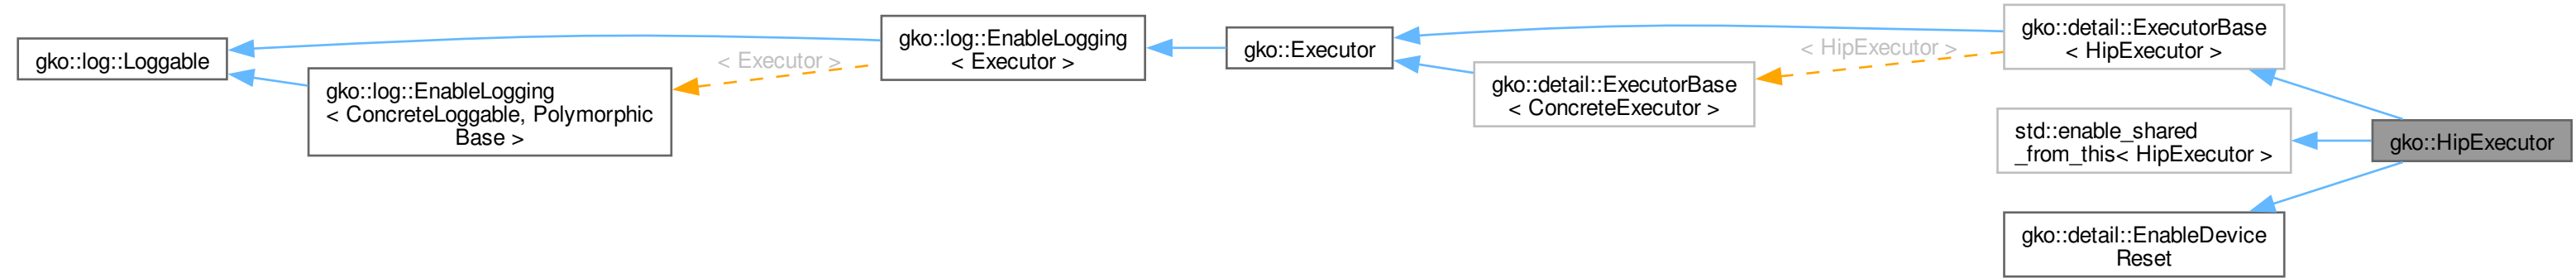 gko::log::Loggable
gko::log::EnableLogging
< ConcreteLoggable, Polymorphic
Base >
< Executor >
gko::log::EnableLogging
< Executor >
gko::Executor
gko::detail::ExecutorBase
< ConcreteExecutor >
< HipExecutor >
gko::detail::ExecutorBase
< HipExecutor >
std::enable_shared
_from_this< HipExecutor >
gko::detail::EnableDevice
Reset
gko::HipExecutor